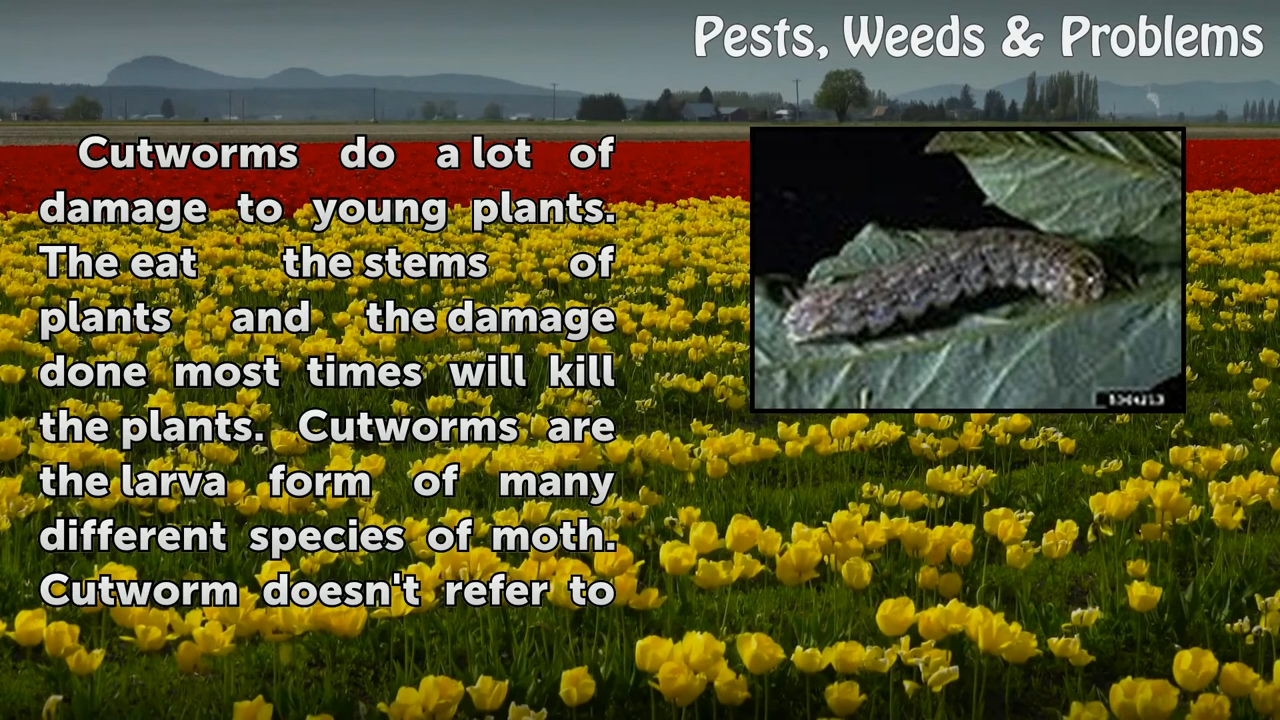 Pests, Weeds & Problems
Cutworms do a lot of
damage to young plants.
The eat the stems of
plants and the damage
done most times will kill
the plants. Cutworms are
the larva form of many
different species of moth.
Cutworm doesn't refer to